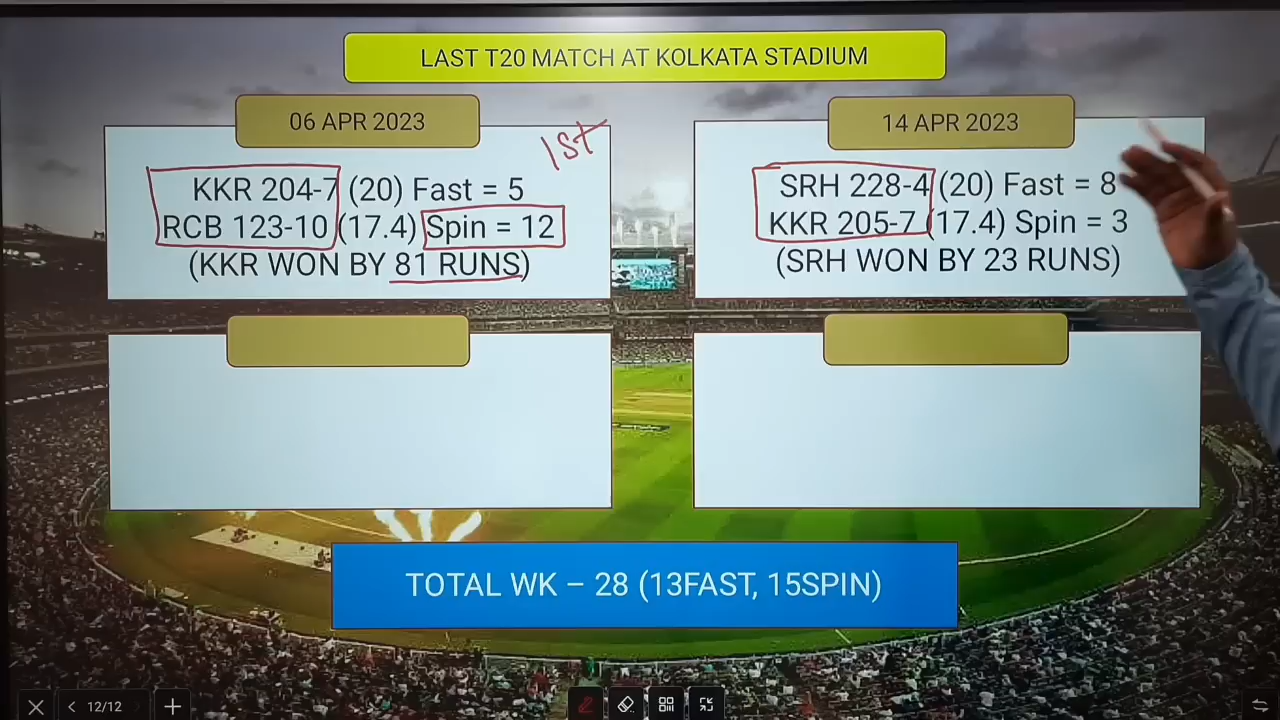 LAST T20 MATCH AT KOLKATA STADIUM
06 APR 2023
1st
KKR 204-7 (20) Fast = 5
RCB 123-10 (17.4) Spin = 12
(KKR WON BY 81 RUNS)
14 APR 2023
SRH 228-4 (20) Fast = 8
KKR 205-7 (17.4) Spin = 3
(SRH WON BY 23 RUNS)
TOTAL WK – 28 (13FAST, 15SPIN)
12/12